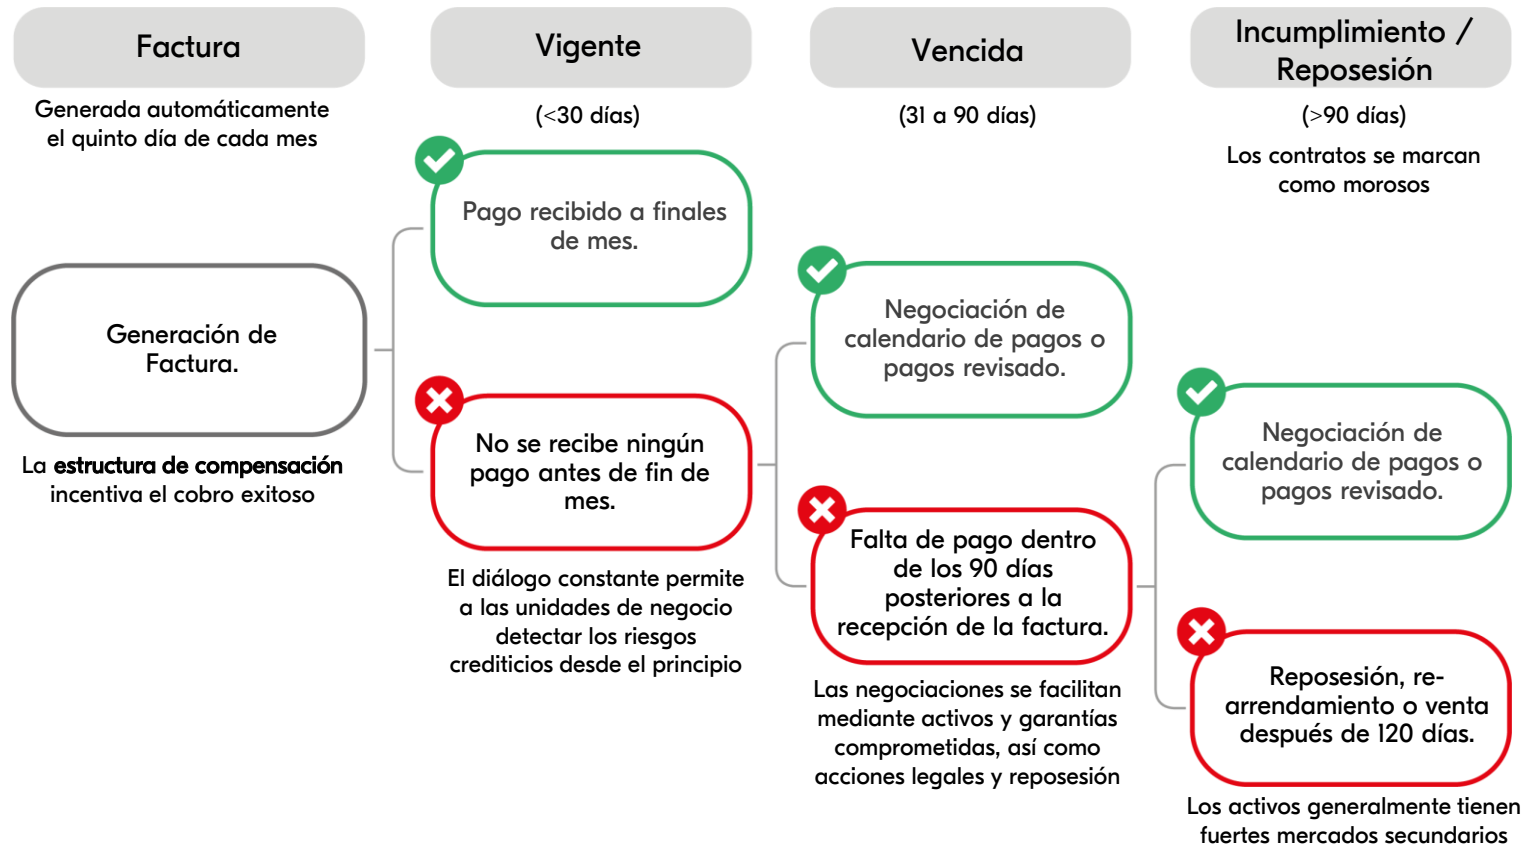 Factura
Generada automáticamente
el quinto día de cada mes
Generación de
Factura.
La estructura de compensación
incentiva el cobro exitoso
Vigente
(<30 días)
Pago recibido a finales
de mes.
No se recibe ningún
pago antes de fin de
mes.
El diálogo constante permite
a las unidades de negocio
detectar los riesgos
crediticios desde el principio
Vencida
(31 a 90 días)
Negociación de
calendario de pagos o
pagos revisado.
Falta de pago dentro
de los 90 días
posteriores a la
recepción de la factura.
Las negociaciones se facilitan
mediante activos y garantías
comprometidas, así como
acciones legales y reposesión
Incumplimiento /
Reposesión
(>90 días)
Los contratos se marcan
como morosos
Negociación de
calendario de pagos o
pagos revisado.
Reposesión, re-
arrendamiento o venta
después de 120 días.
Los activos generalmente tienen
fuertes mercados secundarios